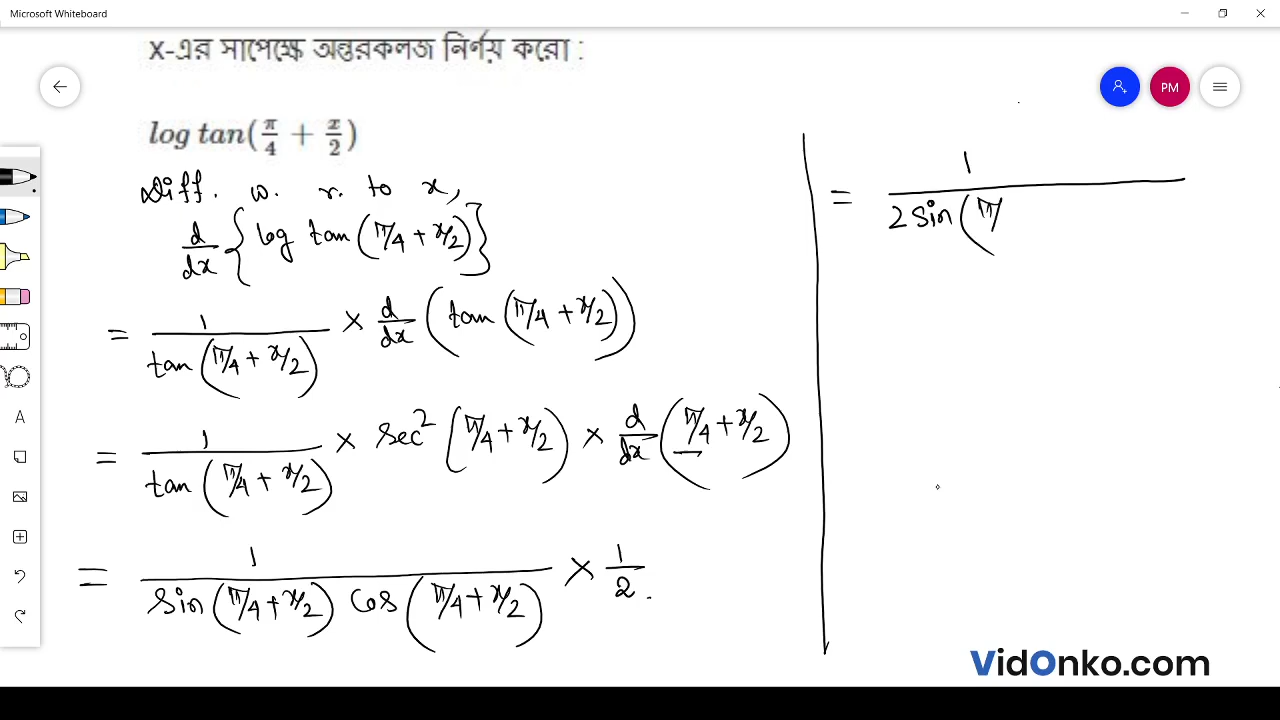 Microsoft Whiteboard
x-এর সাপেক্ষে অন্তরকলজ নির্ণয় করো :
log tan(π/4 + x/2)
Diff. w. r. to x,
d/dx { log tan (π/4 + x/2) }
= 1/tan(π/4 + x/2) × d/dx (tan (π/4 + x/2))
= 1/tan(π/4 + x/2) × sec² (π/4 + x/2) × d/dx (π/4 + x/2)
= 1/sin(π/4 + x/2) cos(π/4 + x/2) × 1/2.
= 1/2 sin(π/
PM
A
VidOnko.com